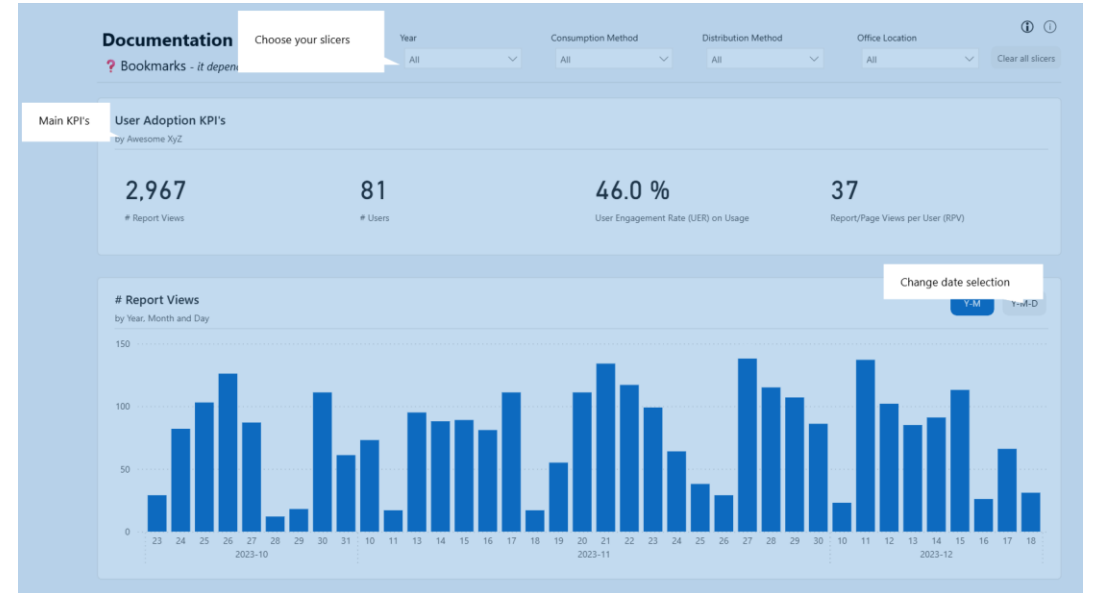 Documentation
Choose your slicers
Year
Consumption Method
Distribution Method
Office Location
❓ Bookmarks - it depen
All
All
All
All
Clear all slicers
Main KPI's
User Adoption KPI's
by Awesome XyZ
2,967
81
46.0 %
37
# Report Views
# Users
User Engagement Rate (UER) on Usage
Report/Page Views per User (RPV)
Change date selection
# Report Views
Y-M
Y-M-D
by Year, Month and Day
150
100
50
0
23 24 25 26 27 28 29 30 31 10 11 13 14 15 16 17 18 19 20 21 22 23 24 25 26 27 28 29 30 10 11 12 13 14 15 16 17 18
2023-10
2023-11
2023-12